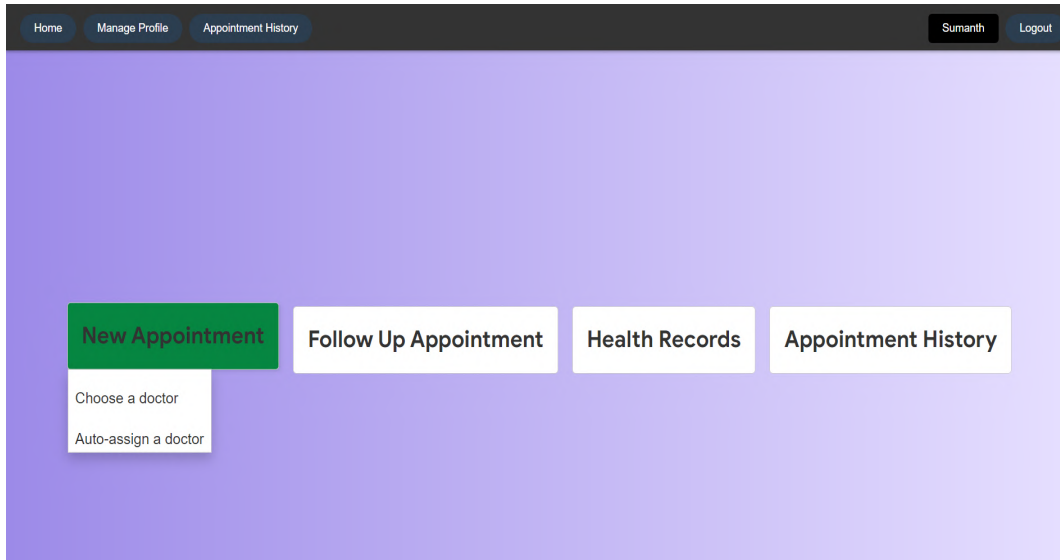 Home Manage Profile Appointment History Sumanth Logout
New Appointment Follow Up Appointment Health Records Appointment History
Choose a doctor
Auto-assign a doctor